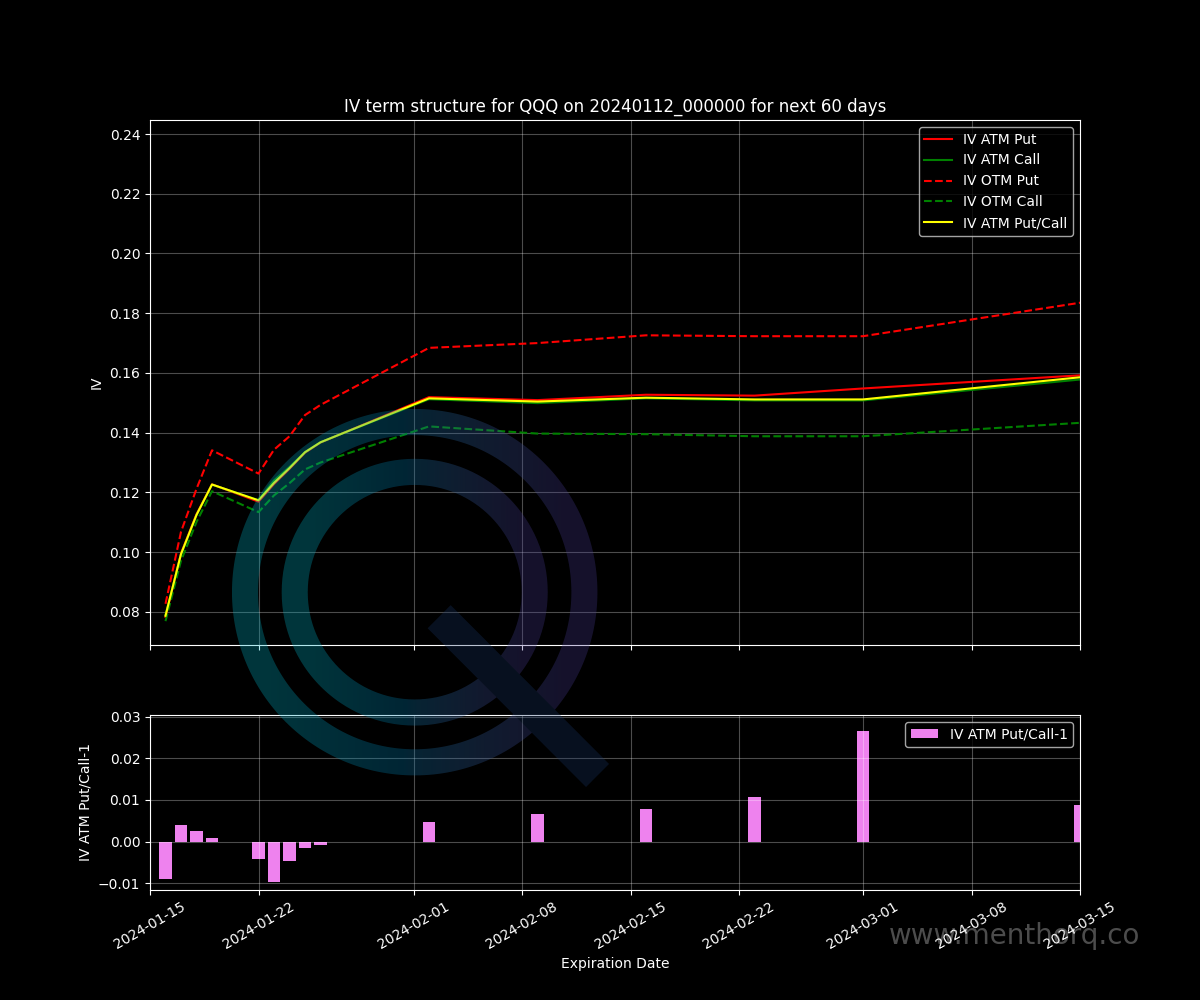 IV term structure for QQQ on 20240112_000000 for next 60 days
IV
0.24
0.22
0.20
0.18
0.16
0.14
0.12
0.10
0.08
IV ATM Put
IV ATM Call
IV OTM Put
IV OTM Call
IV ATM Put/Call
IV ATM Put/Call-1
0.03
0.02
0.01
0.00
−0.01
IV ATM Put/Call-1
2024-01-15
2024-01-22
2024-02-01
2024-02-08
2024-02-15
2024-02-22
2024-03-01
2024-03-08
2024-03-15
Expiration Date
www.menthorq.co